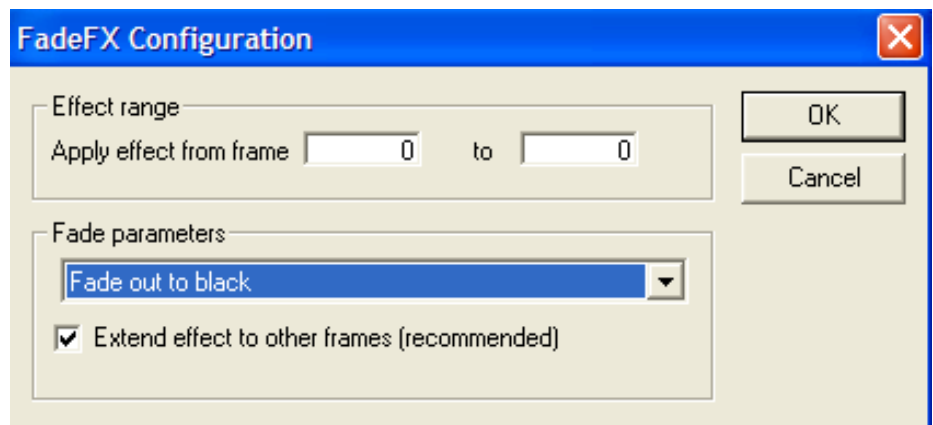 FadeFX Configuration
Effect range
Apply effect from frame 0 to 0
OK
Cancel
Fade parameters
Fade out to black
Extend effect to other frames (recommended)